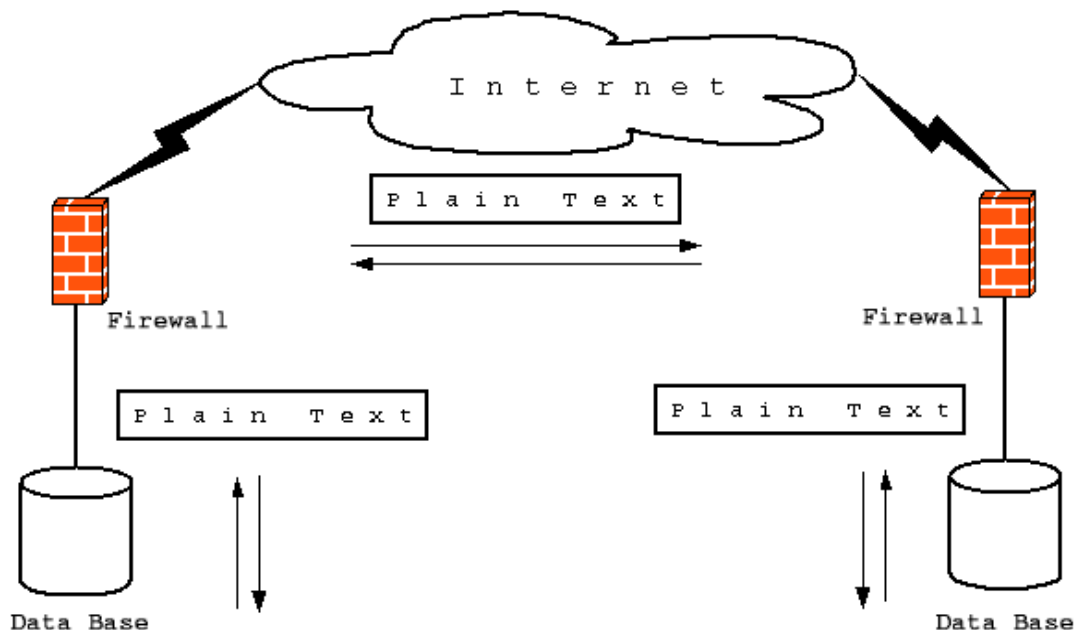 Internet
Plain Text
Firewall
Firewall
Plain Text
Plain Text
Data Base
Data Base